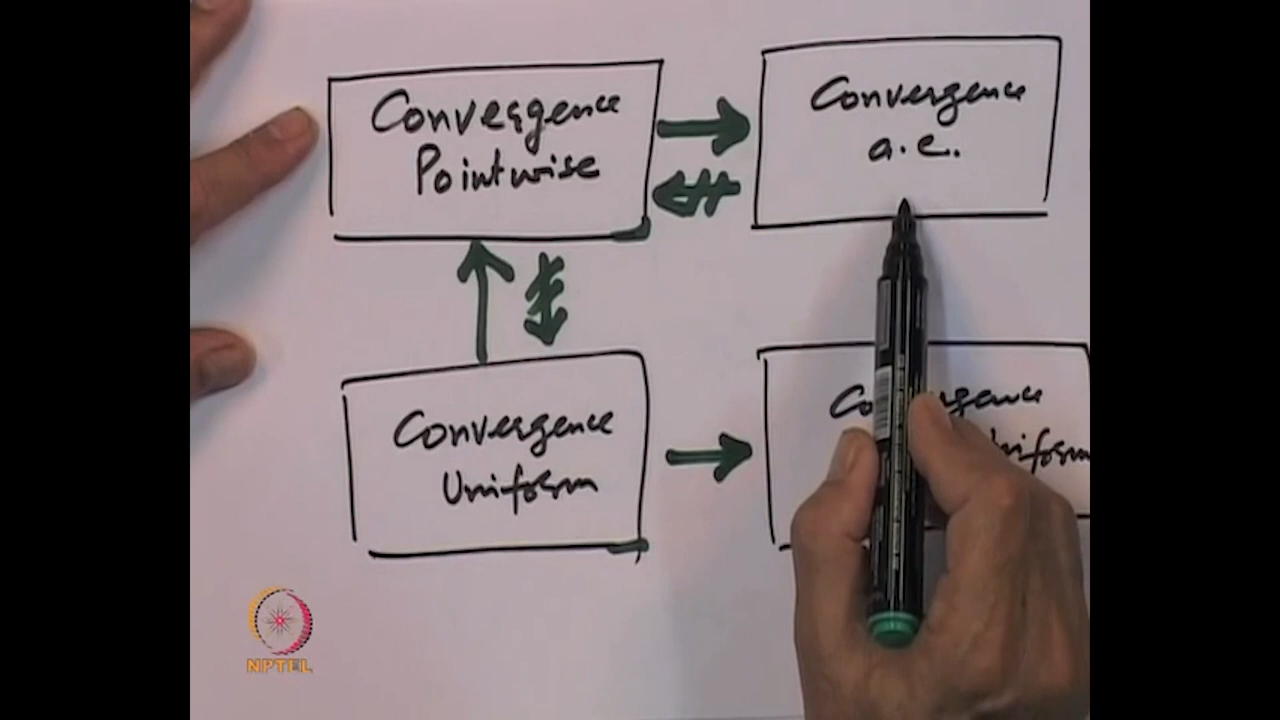 Convergence
Pointwise
Convergence
a.e.
Convergence
Uniform
NPTEL